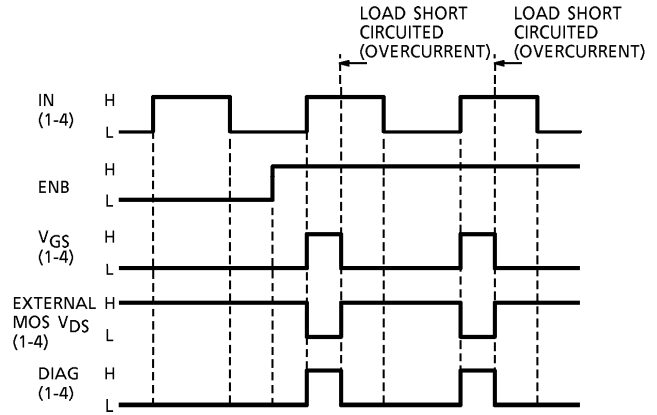 LOAD SHORT LOAD SHORT
CIRCUITED CIRCUITED
(OVERCURRENT) (OVERCURRENT)
IN H
(1-4) L
H
ENB
L
VGS H
(1-4) L
EXTERNAL H
MOS VDS
(1-4) L
DIAG H
(1-4) L